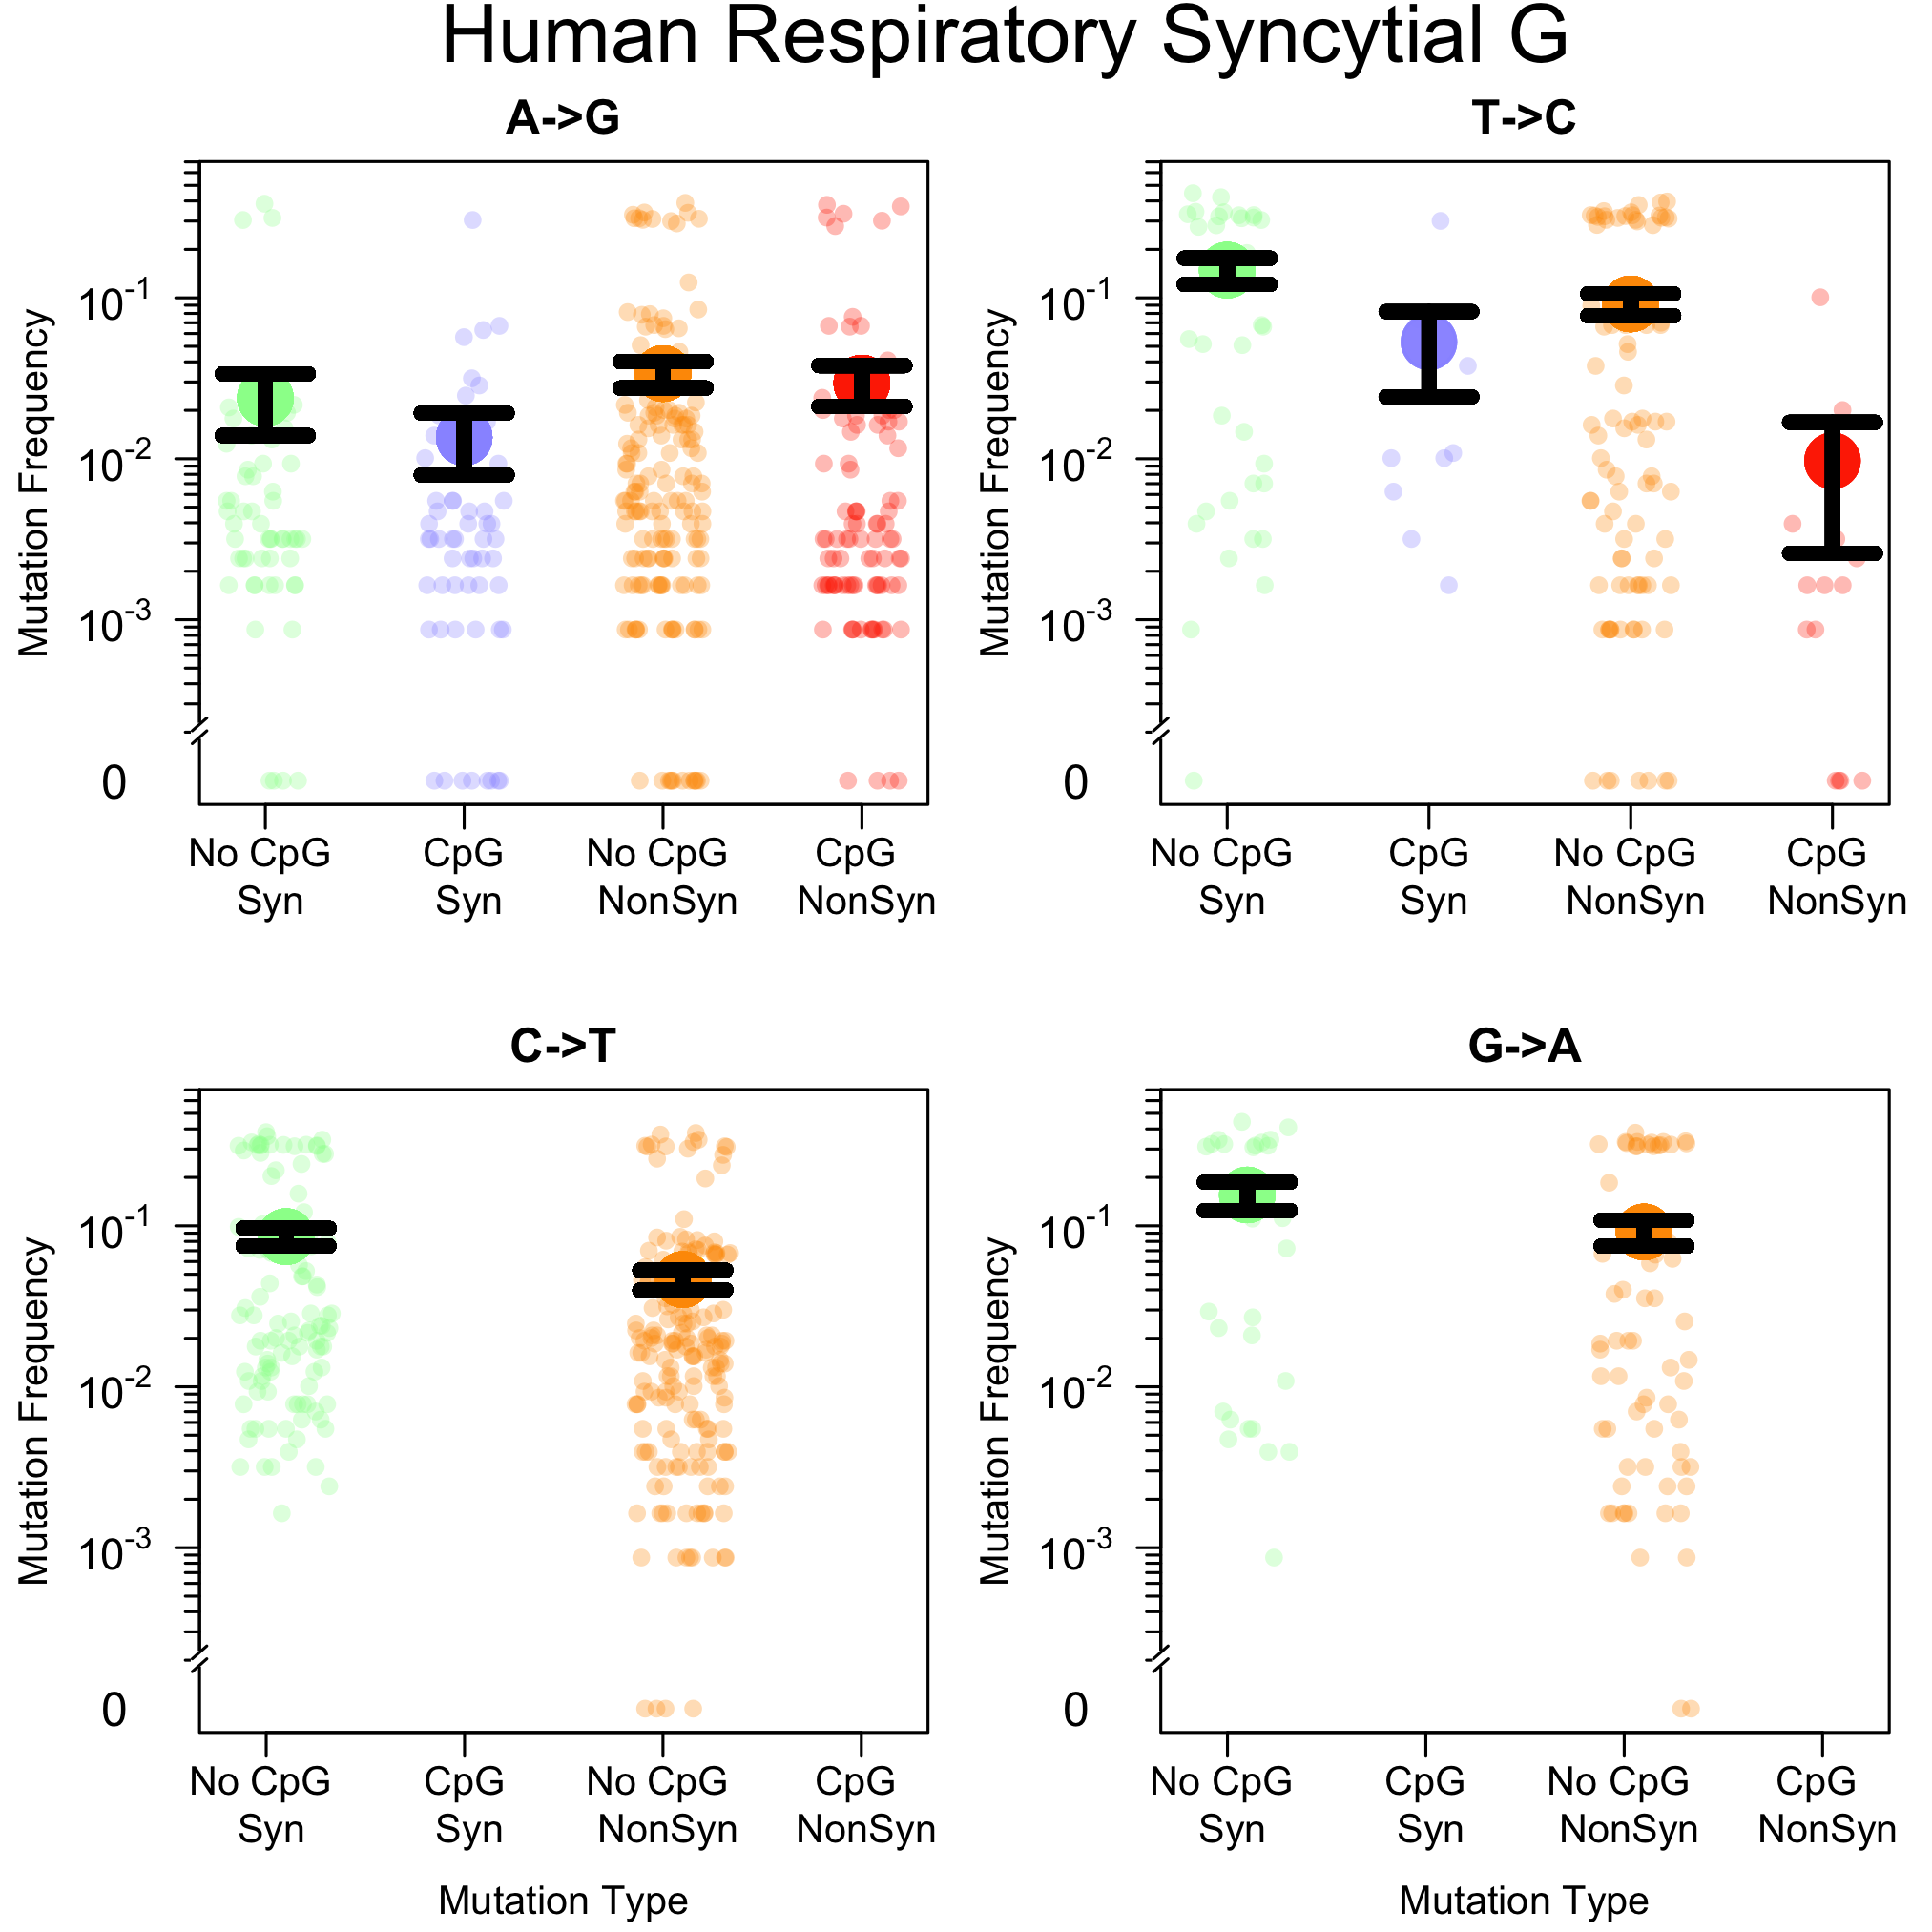 Human Respiratory Syncytial G
A->G
Mutation Frequency
10-1
10-2
10-3
0
No CpG CpG No CpG CpG
Syn Syn NonSyn NonSyn
T->C
Mutation Frequency
10-1
10-2
10-3
0
No CpG CpG No CpG CpG
Syn Syn NonSyn NonSyn
C->T
Mutation Frequency
10-1
10-2
10-3
0
No CpG CpG No CpG CpG
Syn Syn NonSyn NonSyn
Mutation Type
G->A
Mutation Frequency
10-1
10-2
10-3
0
No CpG CpG No CpG CpG
Syn Syn NonSyn NonSyn
Mutation Type